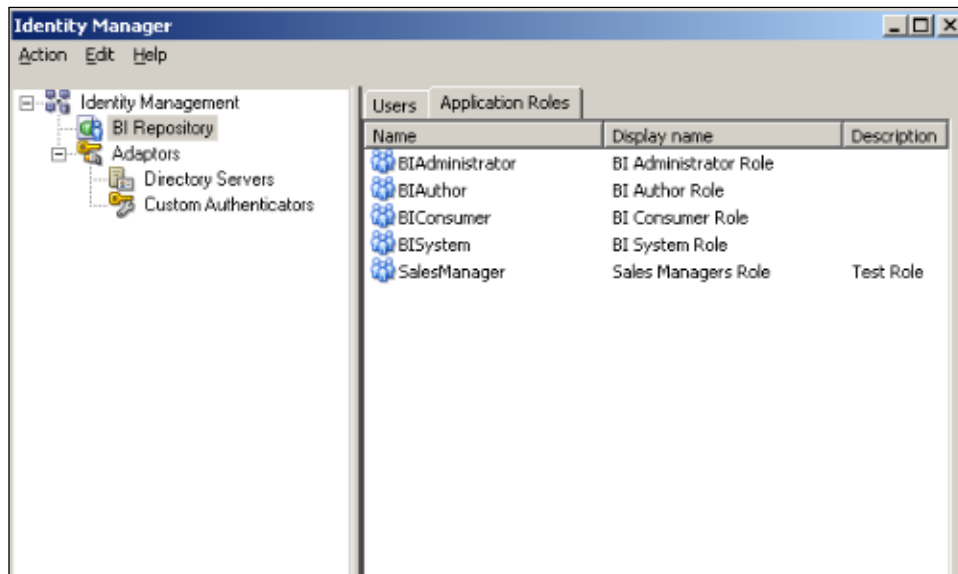 Identity Manager
Action Edit Help
Identity Management
BI Repository
Adaptors
Directory Servers
Custom Authenticators
Users Application Roles
Name Display name Description
BIAdministrator BI Administrator Role
BIAuthor BI Author Role
BIConsumer BI Consumer Role
BISystem BI System Role
SalesManager Sales Managers Role Test Role